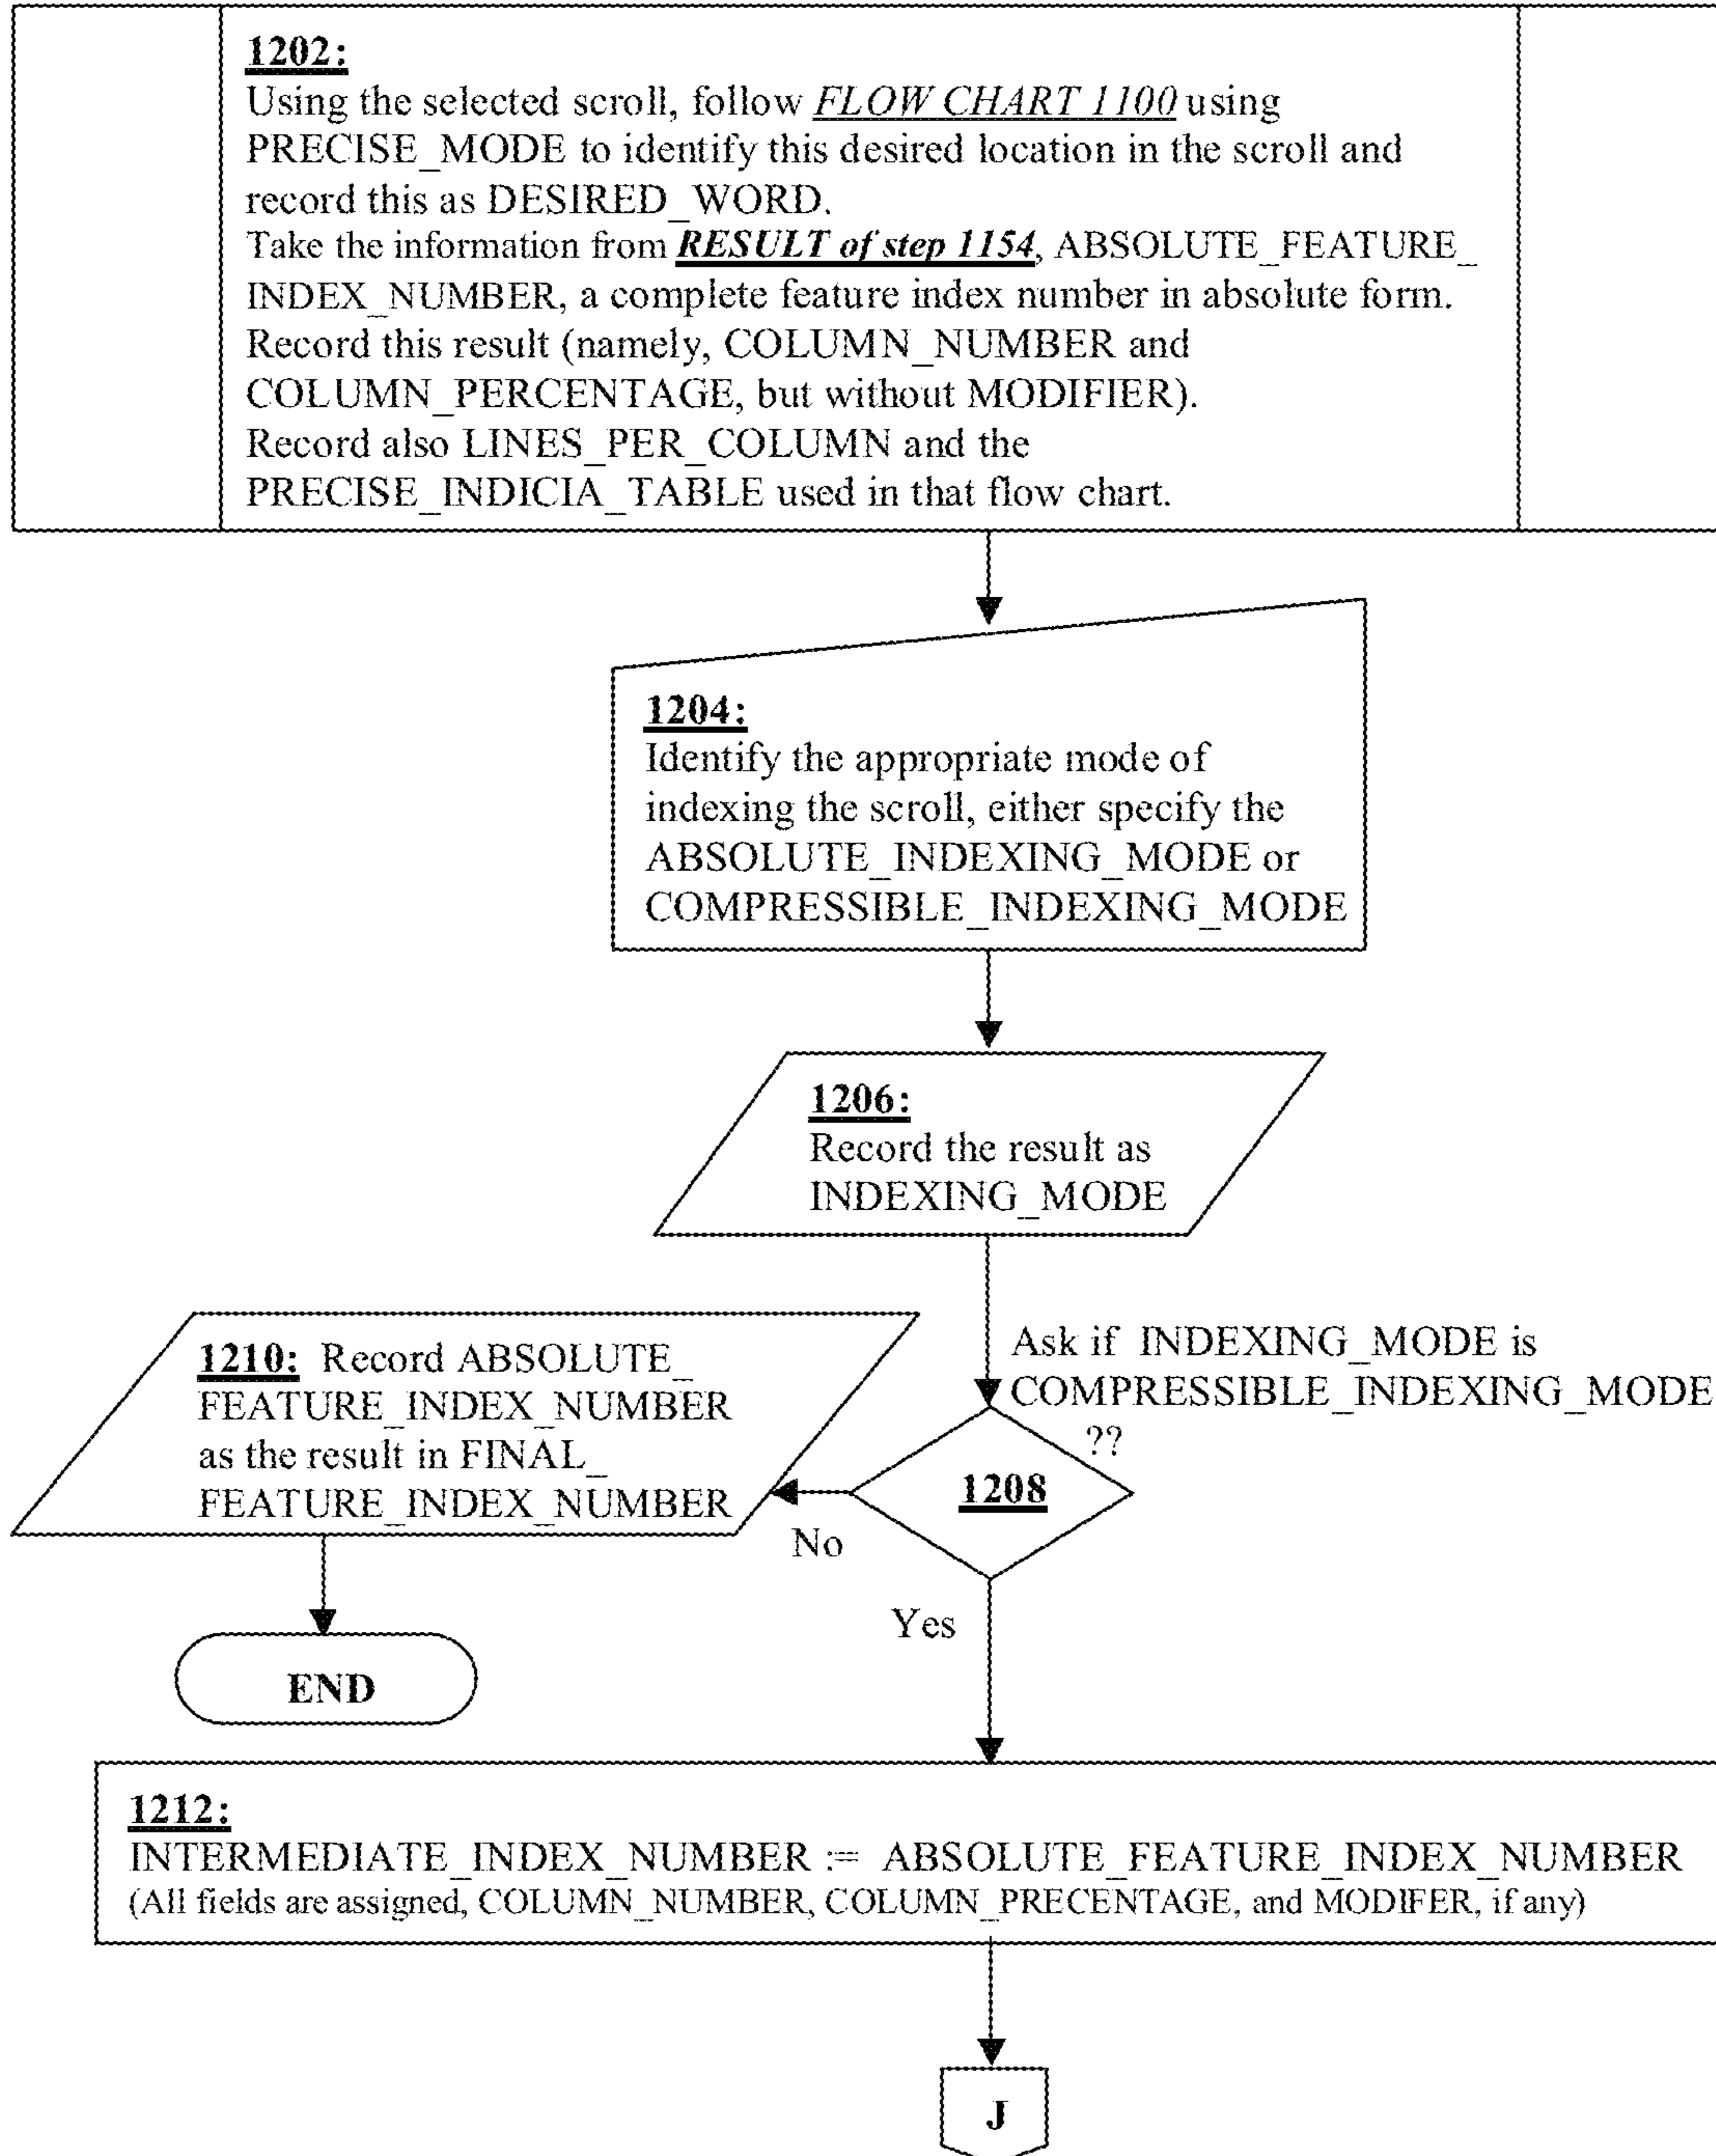 1202:
Using the selected scroll, follow FLOW CHART 1100 using
PRECISE_MODE to identify this desired location in the scroll and
record this as DESIRED_WORD.
Take the information from RESULT of step 1154, ABSOLUTE_FEATURE_
INDEX_NUMBER, a complete feature index number in absolute form.
Record this result (namely, COLUMN_NUMBER and
COLUMN_PERCENTAGE, but without MODIFIER).
Record also LINES_PER_COLUMN and the
PRECISE_INDICIA_TABLE used in that flow chart.
1204:
Identify the appropriate mode of
indexing the scroll, either specify the
ABSOLUTE_INDEXING_MODE or
COMPRESSIBLE_INDEXING_MODE
1206:
Record the result as
INDEXING_MODE
Ask if INDEXING_MODE is
COMPRESSIBLE_INDEXING_MODE
??
1208
No
Yes
1210: Record ABSOLUTE_
FEATURE_INDEX_NUMBER
as the result in FINAL_
FEATURE_INDEX_NUMBER
END
1212:
INTERMEDIATE_INDEX_NUMBER := ABSOLUTE_FEATURE_INDEX_NUMBER
(All fields are assigned, COLUMN_NUMBER, COLUMN_PRECENTAGE, and MODIFER, if any)
J